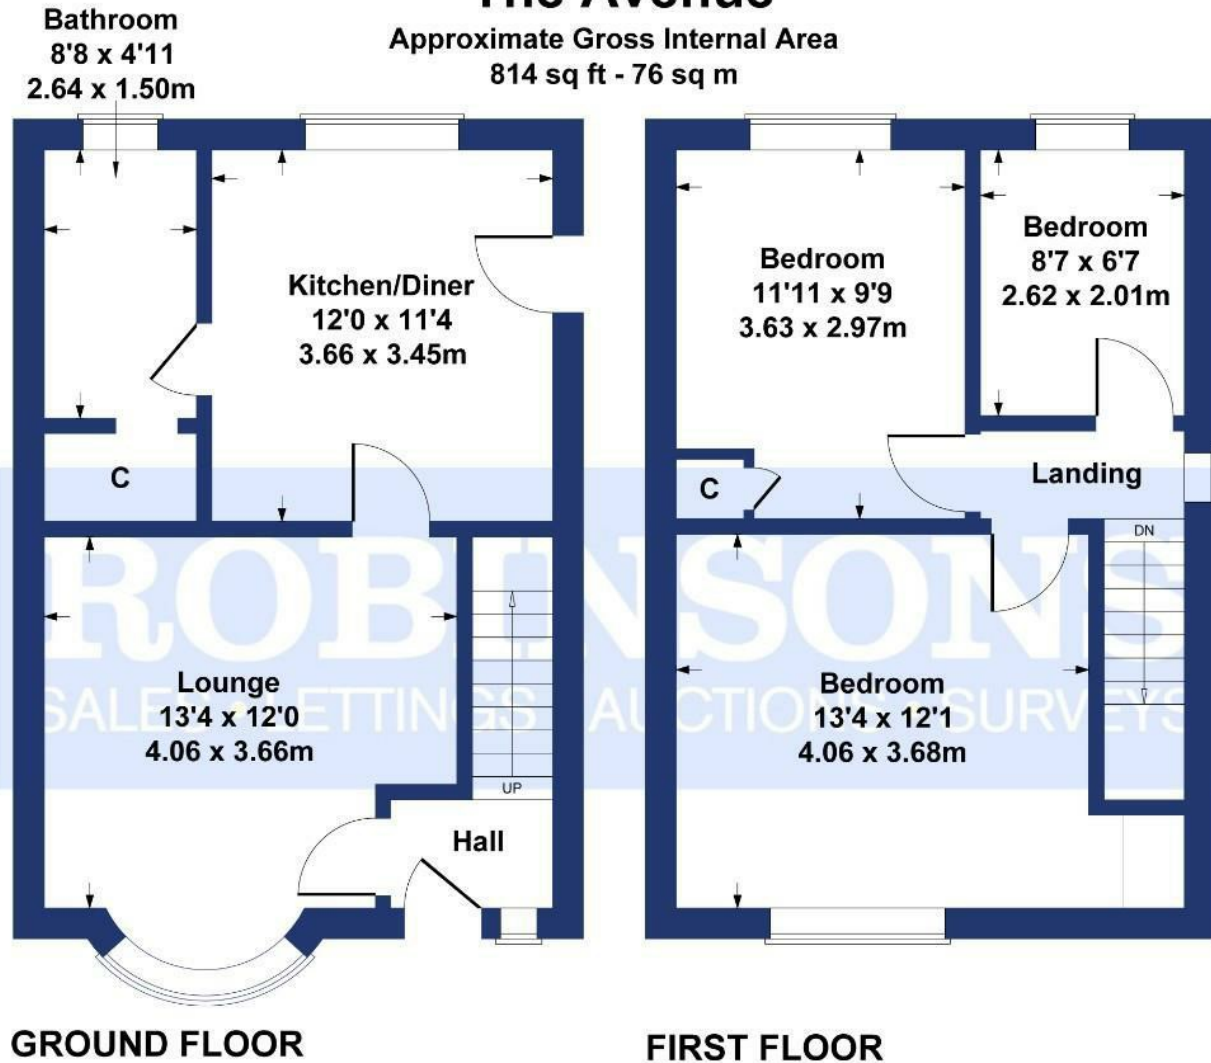 The Avenue
Approximate Gross Internal Area
814 sq ft - 76 sq m
Bathroom
8'8 x 4'11
2.64 x 1.50m
Kitchen/Diner
12'0 x 11'4
3.66 x 3.45m
C
Lounge
13'4 x 12'0
4.06 x 3.66m
UP
Hall
GROUND FLOOR
Bedroom
11'11 x 9'9
3.63 x 2.97m
Bedroom
8'7 x 6'7
2.62 x 2.01m
C
Landing
DN
Bedroom
13'4 x 12'1
4.06 x 3.68m
FIRST FLOOR
ROBINSONS
SALES • LETTINGS • AUCTIONS • SURVEYS